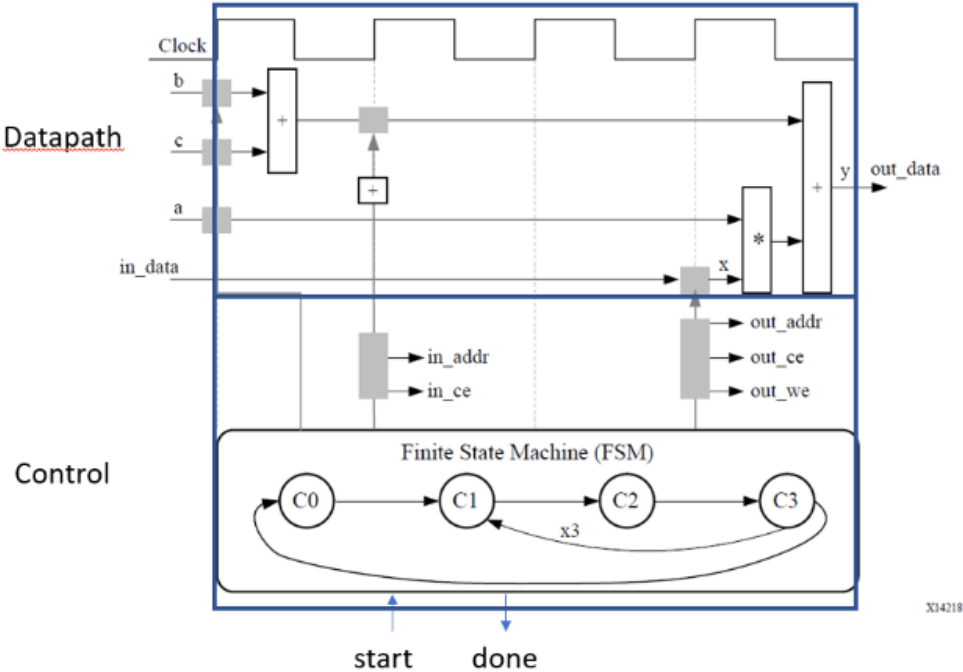 Clock
b
+
Datapath
c
+
a
*
+
y
out_data
in_data
x
out_addr
in_addr
out_ce
in_ce
out_we
Control
Finite State Machine (FSM)
C0
C1
C2
C3
x3
X14218
start
done